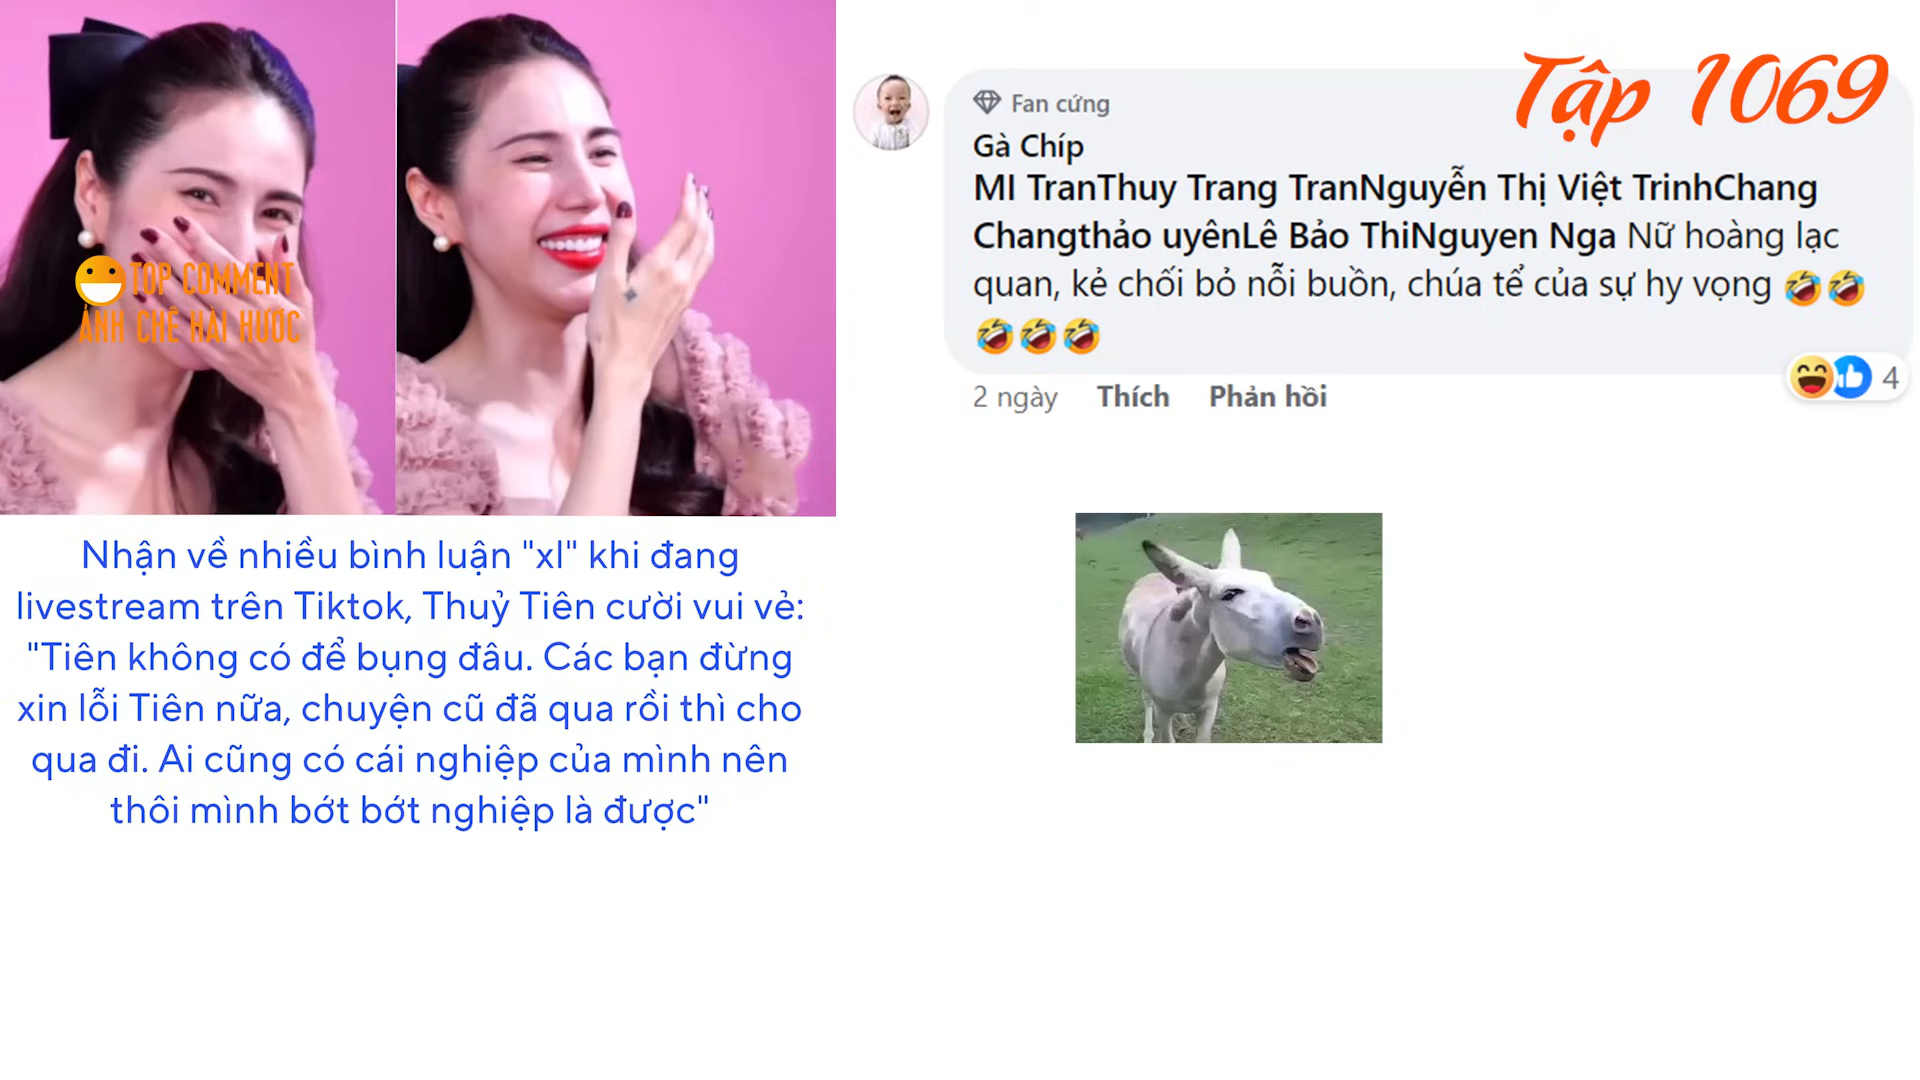 TOP COMMENT
ẢNH CHẾ HÀI HƯỚC
Nhận về nhiều bình luận "xl" khi đang
livestream trên Tiktok, Thuỷ Tiên cười vui vẻ:
"Tiên không có để bụng đâu. Các bạn đừng
xin lỗi Tiên nữa, chuyện cũ đã qua rồi thì cho
qua đi. Ai cũng có cái nghiệp của mình nên
thôi mình bớt bớt nghiệp là được"
Tập 1069
Fan cứng
Gà Chíp
MI TranThuy Trang TranNguyễn Thị Việt TrinhChang
Changthảo uyênLê Bảo ThiNguyen Nga Nữ hoàng lạc
quan, kẻ chối bỏ nỗi buồn, chúa tể của sự hy vọng 🤣🤣
🤣🤣🤣
4
2 ngày Thích Phản hồi